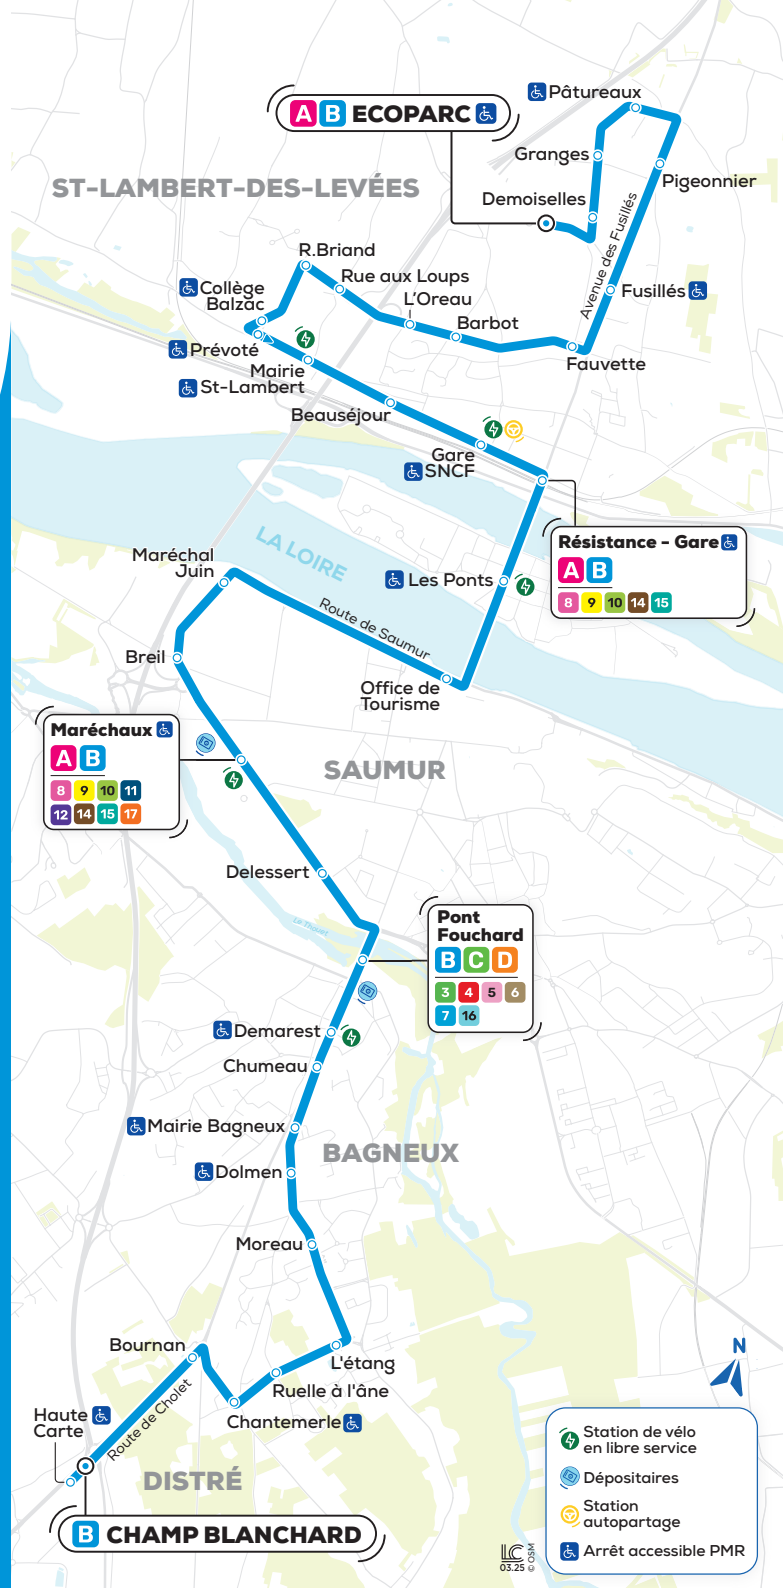 Pâtureaux
A B ECOPARC
Granges
Pigeonnier
ST-LAMBERT-DES-LEVÉES
Demoiselles
Avenue des Fusillés
R.Briand
Rue aux Loups
Collège
Balzac
L'Oreau
Fusillés
Barbot
Prévoté
Fauvette
Mairie
St-Lambert
Beauséjour
Gare
SNCF
LA LOIRE
Résistance - Gare
A B
8 9 10 14 15
Maréchal
Juin
Les Ponts
Route de Saumur
Breil
Office de
Tourisme
Maréchaux
A B
8 9 10 11
12 14 15 17
SAUMUR
Delessert
Le Thouet
Pont
Fouchard
B C D
3 4 5 6
7 16
Demarest
Chumeau
Mairie Bagneux
BAGNEUX
Dolmen
Moreau
Bournan
L'étang
Ruelle à l'âne
Route de Cholet
Chantemerle
Haute
Carte
DISTRÉ
B CHAMP BLANCHARD
N
Station de vélo
en libre service
Dépositaires
Station
autopartage
Arrêt accessible PMR
LC
03.25 © OSM